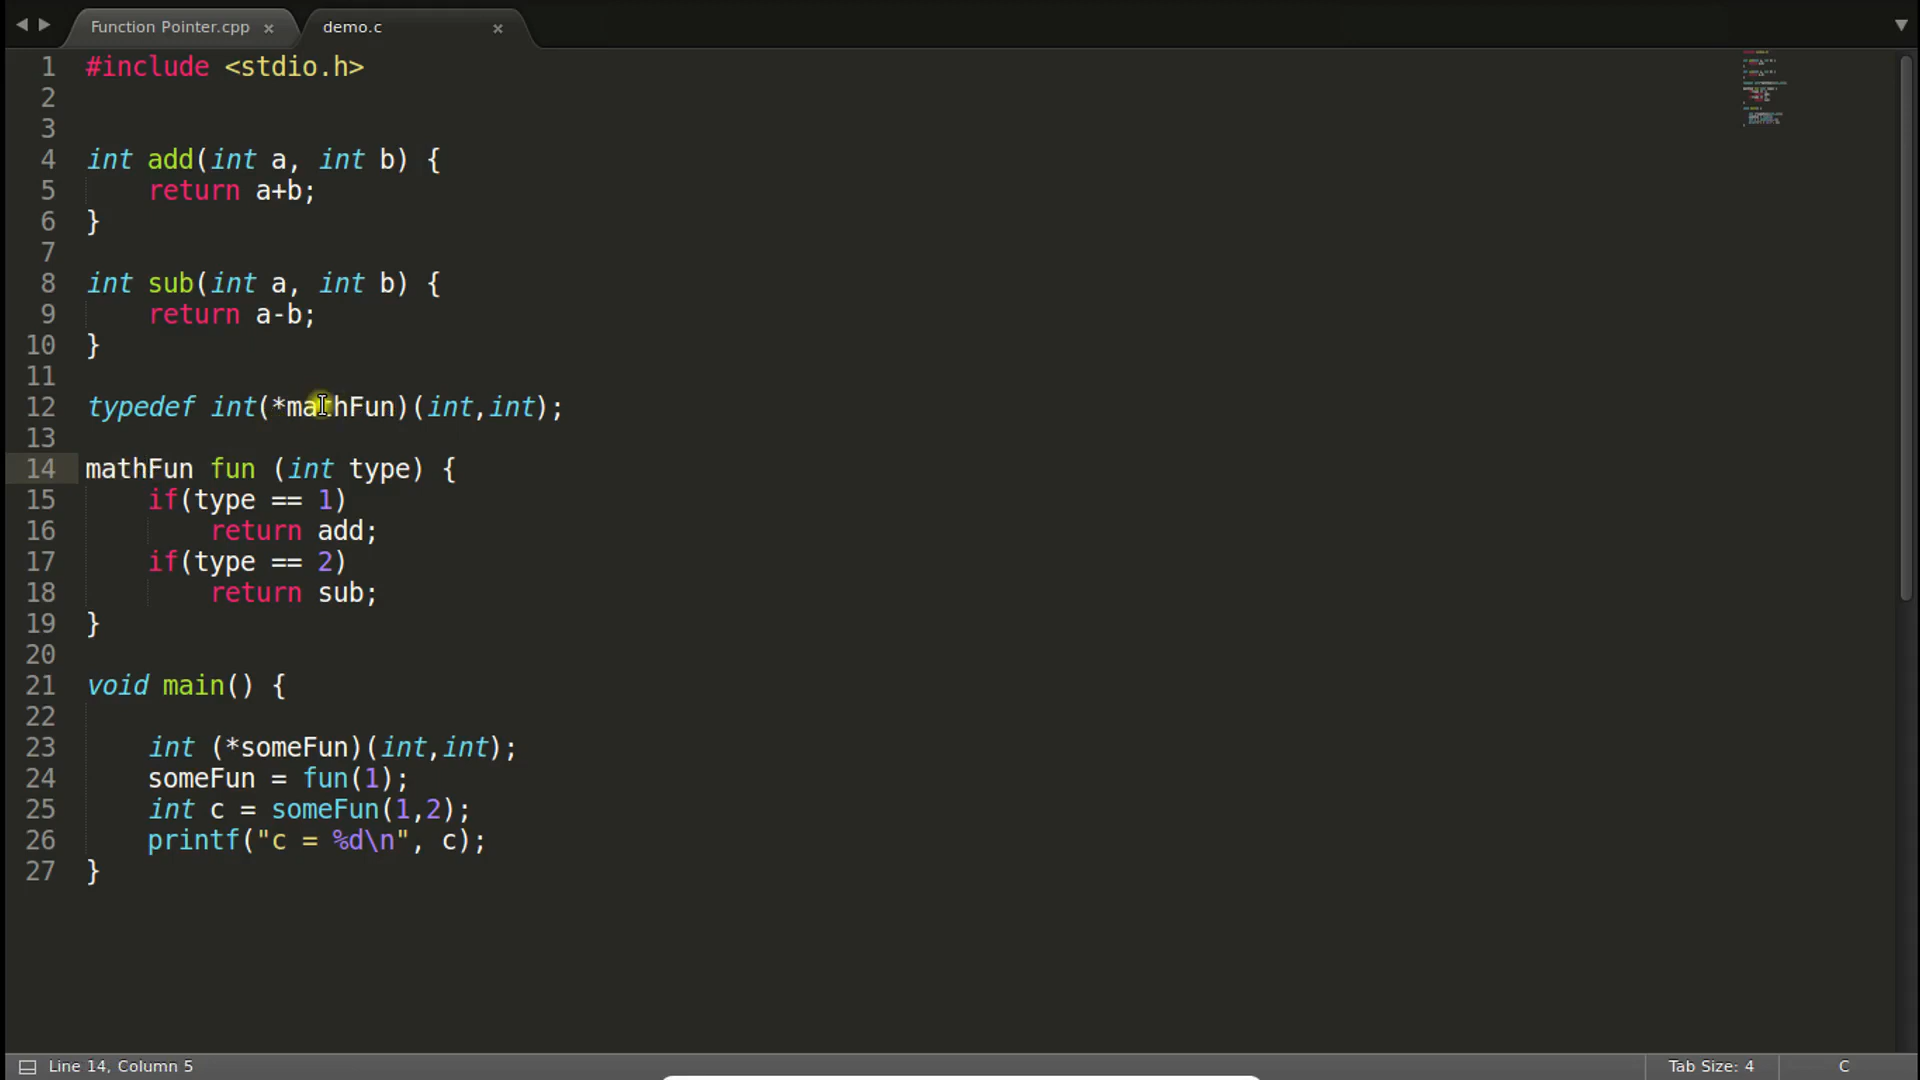 Function Pointer.cpp × demo.c ×
1 #include <stdio.h>
2
3
4 int add(int a, int b) {
5 return a+b;
6 }
7
8 int sub(int a, int b) {
9 return a-b;
10 }
11
12 typedef int(*mathFun)(int,int);
13
14 mathFun fun (int type) {
15 if(type == 1)
16 return add;
17 if(type == 2)
18 return sub;
19 }
20
21 void main() {
22
23 int (*someFun)(int,int);
24 someFun = fun(1);
25 int c = someFun(1,2);
26 printf("c = %d\n", c);
27 }
Line 14, Column 5 Tab Size: 4 C